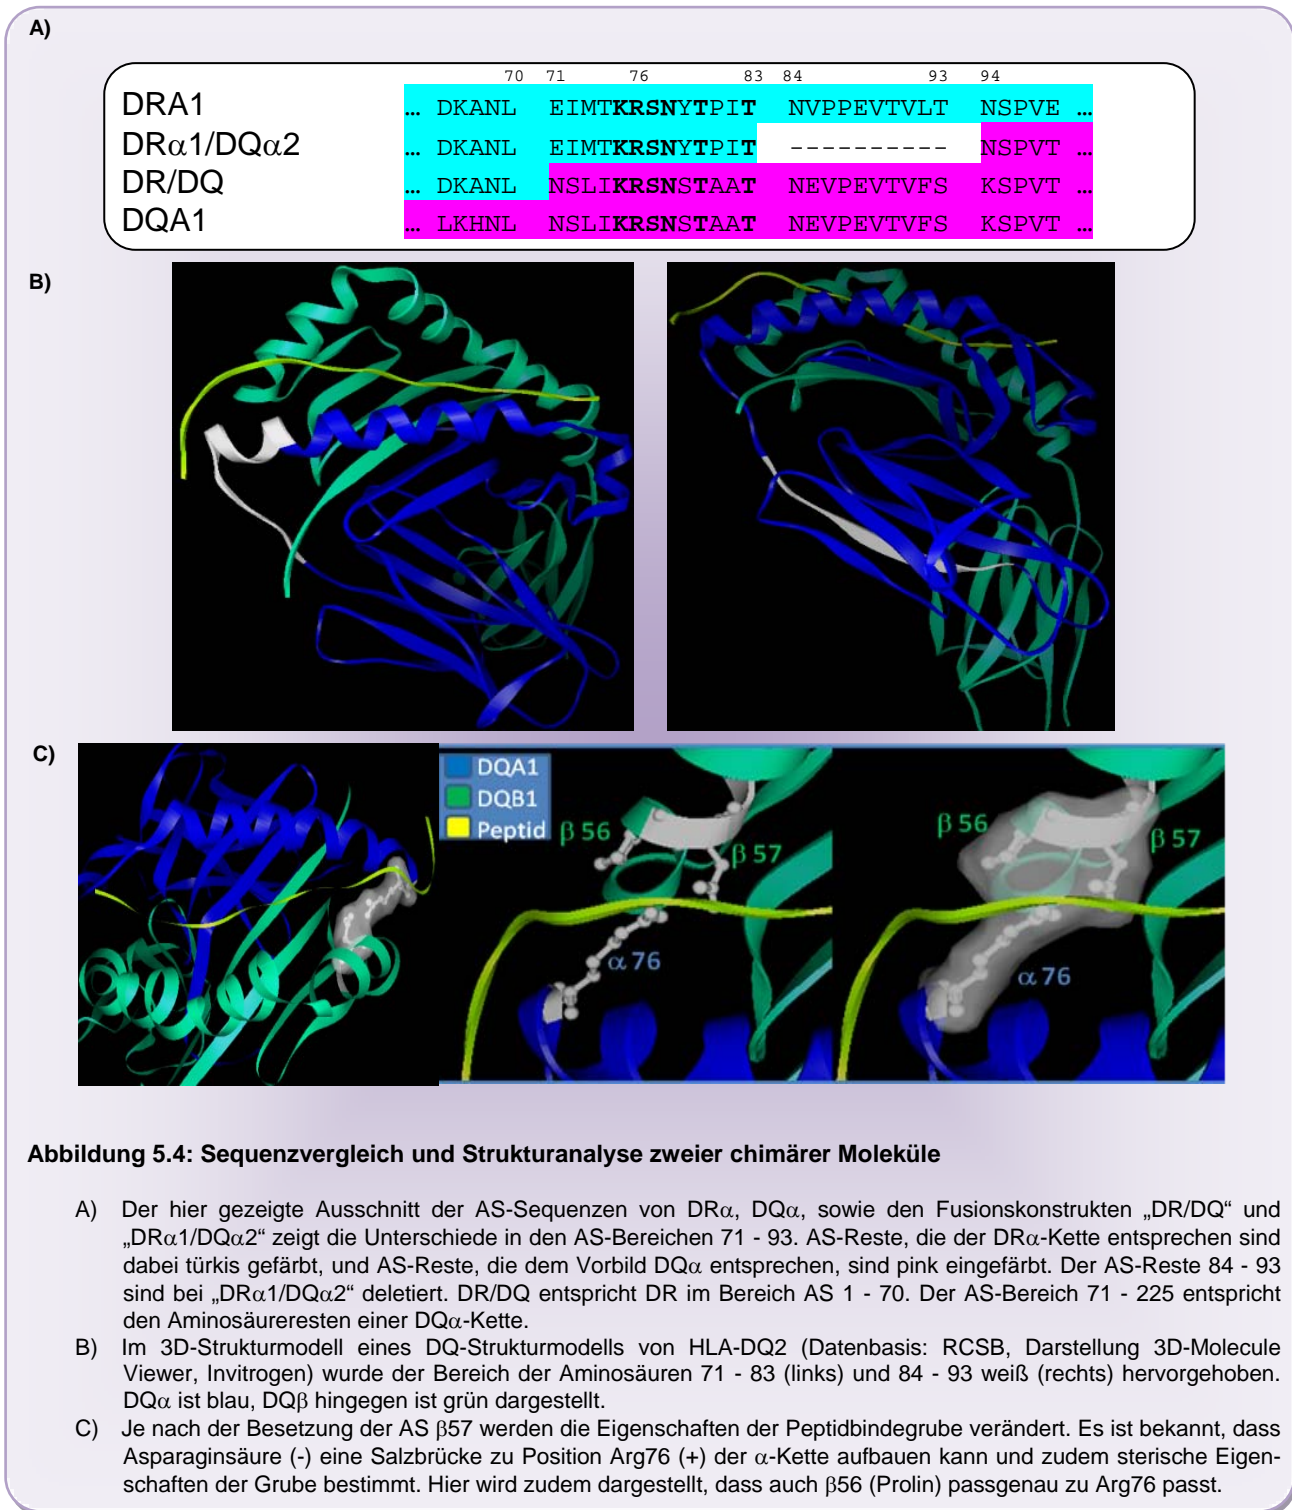 A)
70 71 76 83 84 93 94
DRA1 ... DKANL EIMTKRSNYTPIT NVPPEVTVLT NSPVE ...
DRα1/DQα2 ... DKANL EIMTKRSNYTPIT ---------- NSPVT ...
DR/DQ ... DKANL NSLIKRSNSTAAT NEVPEVTVFS KSPVT ...
DQA1 ... LKHNL NSLIKRSNSTAAT NEVPEVTVFS KSPVT ...
B)
C)
DQA1
DQB1
Peptid
β 56
β 57
α 76
β 56
β 57
α 76
Abbildung 5.4: Sequenzvergleich und Strukturanalyse zweier chimärer Moleküle
A) Der hier gezeigte Ausschnitt der AS-Sequenzen von DRα, DQα, sowie den Fusionskonstrukten „DR/DQ“ und
„DRα1/DQα2“ zeigt die Unterschiede in den AS-Bereichen 71 - 93. AS-Reste, die der DRα-Kette entsprechen sind
dabei türkis gefärbt, und AS-Reste, die dem Vorbild DQα entsprechen, sind pink eingefärbt. Der AS-Reste 84 - 93
sind bei „DRα1/DQα2“ deletiert. DR/DQ entspricht DR im Bereich AS 1 - 70. Der AS-Bereich 71 - 225 entspricht
den Aminosäureresten einer DQα-Kette.
B) Im 3D-Strukturmodell eines DQ-Strukturmodells von HLA-DQ2 (Datenbasis: RCSB, Darstellung 3D-Molecule
Viewer, Invitrogen) wurde der Bereich der Aminosäuren 71 - 83 (links) und 84 - 93 weiß (rechts) hervorgehoben.
DQα ist blau, DQβ hingegen ist grün dargestellt.
C) Je nach der Besetzung der AS β57 werden die Eigenschaften der Peptidbindegrube verändert. Es ist bekannt, dass
Asparaginsäure (-) eine Salzbrücke zu Position Arg76 (+) der α-Kette aufbauen kann und zudem sterische Eigen-
schaften der Grube bestimmt. Hier wird zudem dargestellt, dass auch β56 (Prolin) passgenau zu Arg76 passt.